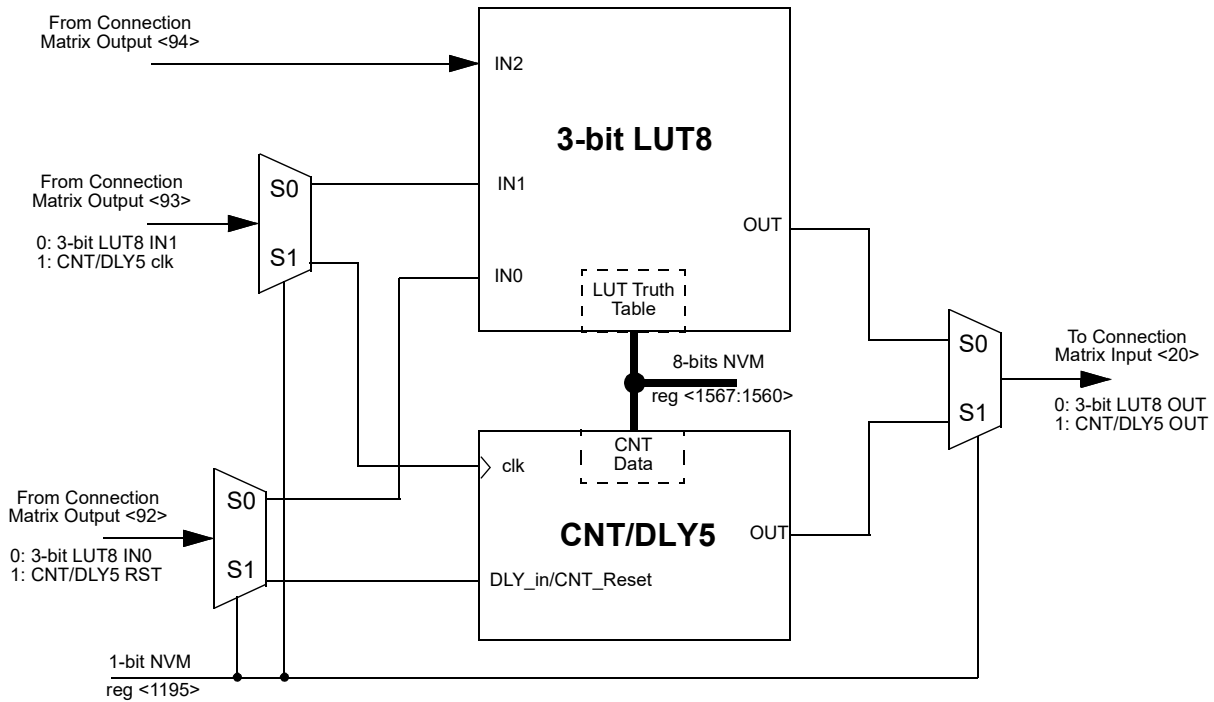 From Connection
Matrix Output <94>
IN2
3-bit LUT8
From Connection
Matrix Output <93>
0: 3-bit LUT8 IN1
1: CNT/DLY5 clk
S0
S1
IN1
IN0
OUT
LUT Truth
Table
8-bits NVM
reg <1567:1560>
S0
S1
To Connection
Matrix Input <20>
0: 3-bit LUT8 OUT
1: CNT/DLY5 OUT
CNT
Data
clk
CNT/DLY5
OUT
DLY_in/CNT_Reset
From Connection
Matrix Output <92>
0: 3-bit LUT8 IN0
1: CNT/DLY5 RST
S0
S1
1-bit NVM
reg <1195>